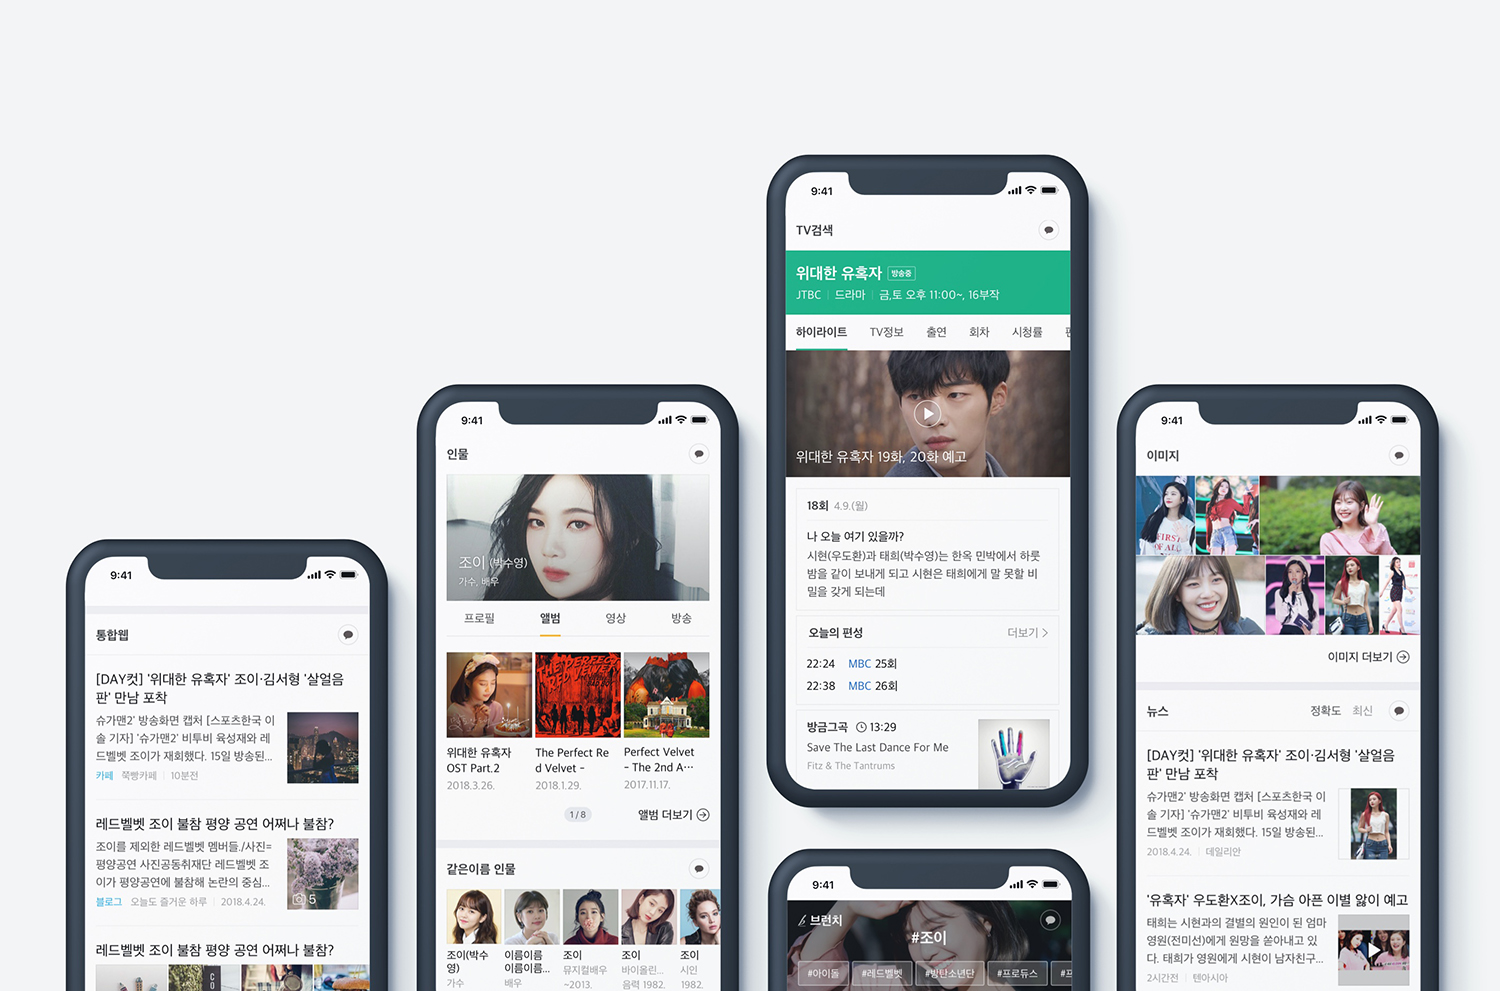 9:41
통합웹
[DAY컷] '위대한 유혹자' 조이·김서형 '살얼음
판' 만남 포착
슈가맨2' 방송화면 캡처 [스포츠한국 이
솔 기자] '슈가맨2' 비투비 육성재와 레
드벨벳 조이가 재회했다. 15일 방송된...
카페 쭉빵카페 10분전
레드벨벳 조이 불참 평양 공연 어쩌나 불참?
조이를 제외한 레드벨벳 멤버들./사진=
평양공연 사진공동취재단 레드벨벳 조
이가 평양공연에 불참해 논란의 중심...
블로그 오늘도 즐거운 하루 2018.4.24.
5
레드벨벳 조이 불참 평양 공연 어쩌나 불참?
9:41
인물
조이 (박수영)
가수, 배우
프로필 앨범 영상 방송
THE PERFECT
RED VELVET
위대한 유혹자
OST Part.2
2018.3.26.
The Perfect Re
d Velvet -
2018.1.29.
Perfect Velvet
- The 2nd A…
2017.11.17.
1/8
앨범 더보기
같은이름 인물
조이(박수
영)
가수
이름이름
이름이름...
배우
조이
뮤지컬배우
~2013.
조이
바이올린...
음력 1982.
조이
시인
1982.
9:41
TV검색
위대한 유혹자 방송중
JTBC 드라마 금,토 오후 11:00~, 16부작
하이라이트 TV정보 출연 회차 시청률
위대한 유혹자 19화, 20화 예고
18회 4.9.(월)
나 오늘 여기 있을까?
시현(우도환)과 태희(박수영)는 한옥 민박에서 하룻
밤을 같이 보내게 되고 시현은 태희에게 말 못할 비
밀을 갖게 되는데
오늘의 편성 더보기
22:24 MBC 25회
22:38 MBC 26회
방금그곡 13:29
Save The Last Dance For Me
Fitz & The Tantrums
9:41
브런치
#조이
#아이돌 #레드벨벳 #방탄소년단 #프로듀스
9:41
이미지
FIRST
OF ALL
이미지 더보기
뉴스 정확도 최신
[DAY컷] '위대한 유혹자' 조이·김서형 '살얼음
판' 만남 포착
슈가맨2' 방송화면 캡처 [스포츠한국 이
솔 기자] '슈가맨2' 비투비 육성재와 레
드벨벳 조이가 재회했다. 15일 방송된...
2018.4.24. 데일리안
'유혹자' 우도환X조이, 가슴 아픈 이별 앓이 예고
태희는 시현과의 결별의 원인이 된 엄마
영원(전미선)에게 원망을 쏟아내고 있
다. 태희가 영원에게 시현이 남자친구...
2시간전 텐아시아